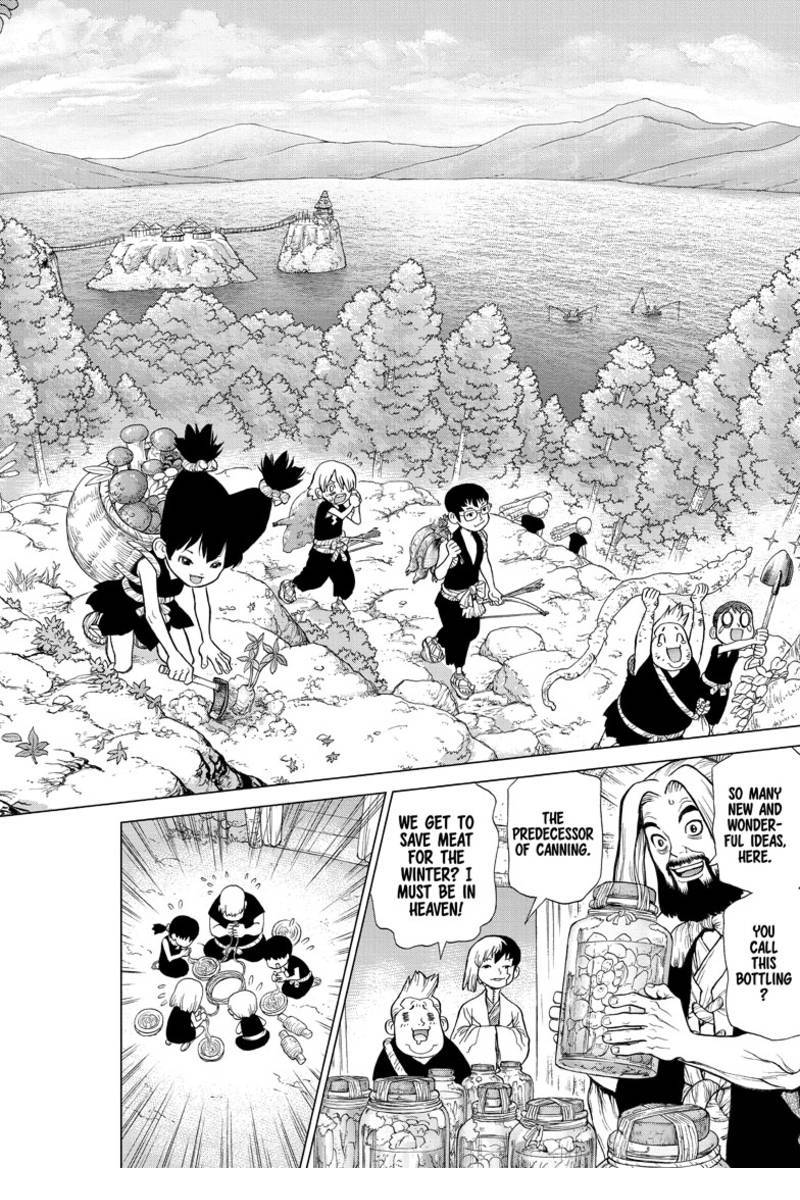 SO MANY
NEW AND
WONDER-
FUL IDEAS,
HERE.
YOU
CALL
THIS
BOTTLING
?
THE
PREDECESSOR
OF CANNING.
WE GET TO
SAVE MEAT
FOR THE
WINTER? I
MUST BE IN
HEAVEN!